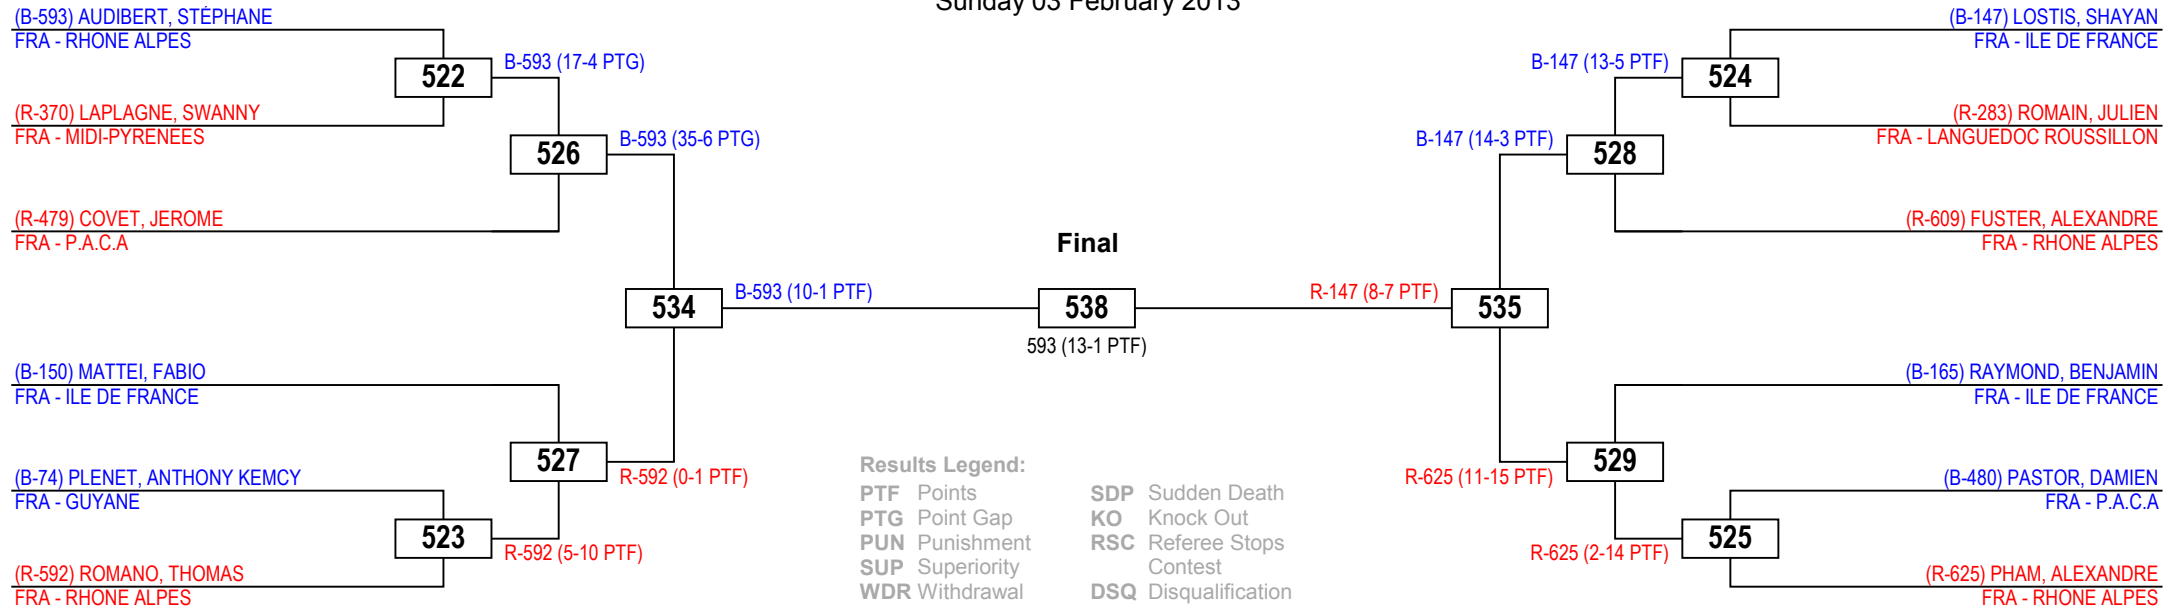 Sunday 03 February 2013
(B-593) AUDIBERT, STÉPHANE
FRA - RHONE ALPES
522
B-593 (17-4 PTG)
(R-370) LAPLAGNE, SWANNY
FRA - MIDI-PYRENEES
526
B-593 (35-6 PTG)
(R-479) COVET, JEROME
FRA - P.A.C.A
534
B-593 (10-1 PTF)
(B-150) MATTEI, FABIO
FRA - ILE DE FRANCE
527
R-592 (0-1 PTF)
(B-74) PLENET, ANTHONY KEMCY
FRA - GUYANE
523
R-592 (5-10 PTF)
(R-592) ROMANO, THOMAS
FRA - RHONE ALPES
Final
538
593 (13-1 PTF)
(B-147) LOSTIS, SHAYAN
FRA - ILE DE FRANCE
B-147 (13-5 PTF)
524
(R-283) ROMAIN, JULIEN
FRA - LANGUEDOC ROUSSILLON
B-147 (14-3 PTF)
528
(R-609) FUSTER, ALEXANDRE
FRA - RHONE ALPES
R-147 (8-7 PTF)
535
(B-165) RAYMOND, BENJAMIN
FRA - ILE DE FRANCE
R-625 (11-15 PTF)
529
(B-480) PASTOR, DAMIEN
FRA - P.A.C.A
R-625 (2-14 PTF)
525
(R-625) PHAM, ALEXANDRE
FRA - RHONE ALPES
Results Legend:
PTF Points
PTG Point Gap
PUN Punishment
SUP Superiority
WDR Withdrawal
SDP Sudden Death
KO Knock Out
RSC Referee Stops
Contest
DSQ Disqualification